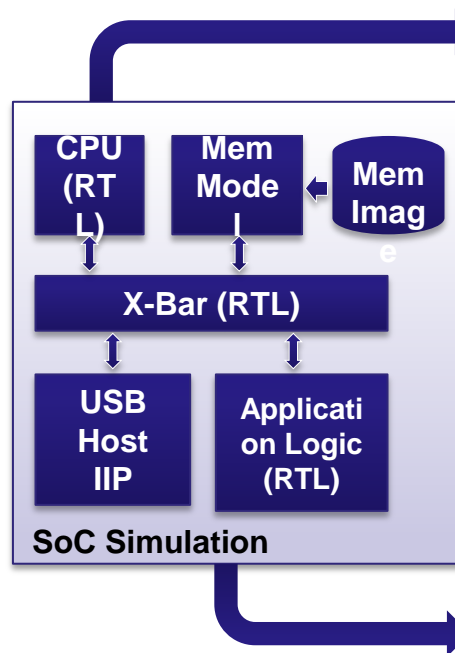 CPU
(RT
L)
Mem
Mode
l
Mem
Imag
e
X-Bar (RTL)
USB
Host
IIP
Applicati
on Logic
(RTL)
SoC Simulation